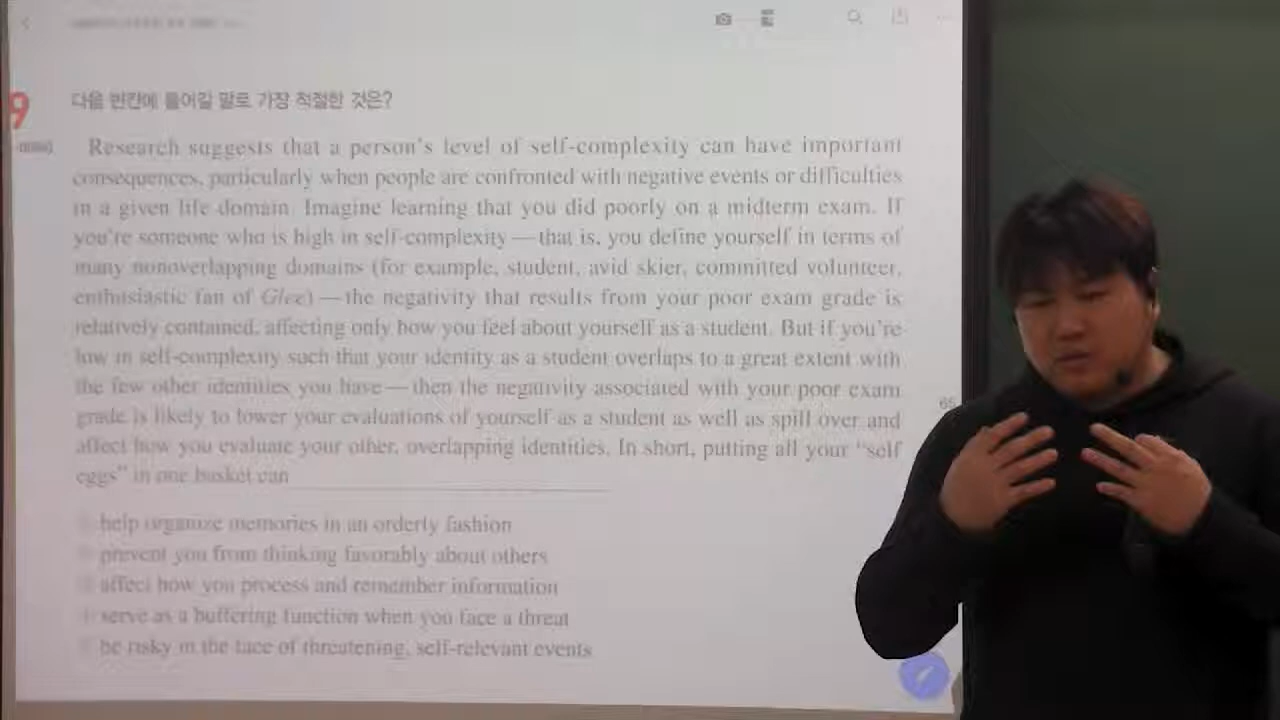 9
다음 빈칸에 들어갈 말로 가장 적절한 것은?
Research suggests that a person's level of self-complexity can have important
consequences, particularly when people are confronted with negative events or difficulties
in a given life domain. Imagine learning that you did poorly on a midterm exam. If
you're someone who is high in self-complexity — that is, you define yourself in terms of
many nonoverlapping domains (for example, student, avid skier, committed volunteer,
enthusiastic fan of Glee) — the negativity that results from your poor exam grade is
relatively contained, affecting only how you feel about yourself as a student. But if you're
low in self-complexity such that your identity as a student overlaps to a great extent with
the few other identities you have — then the negativity associated with your poor exam
grade is likely to lower your evaluations of yourself as a student as well as spill over and
affect how you evaluate your other, overlapping identities. In short, putting all your "self
eggs" in one basket can
help organize memories in an orderly fashion
prevent you from thinking favorably about others
affect how you process and remember information
serve as a buffering function when you face a threat
be risky in the face of threatening, self-relevant events